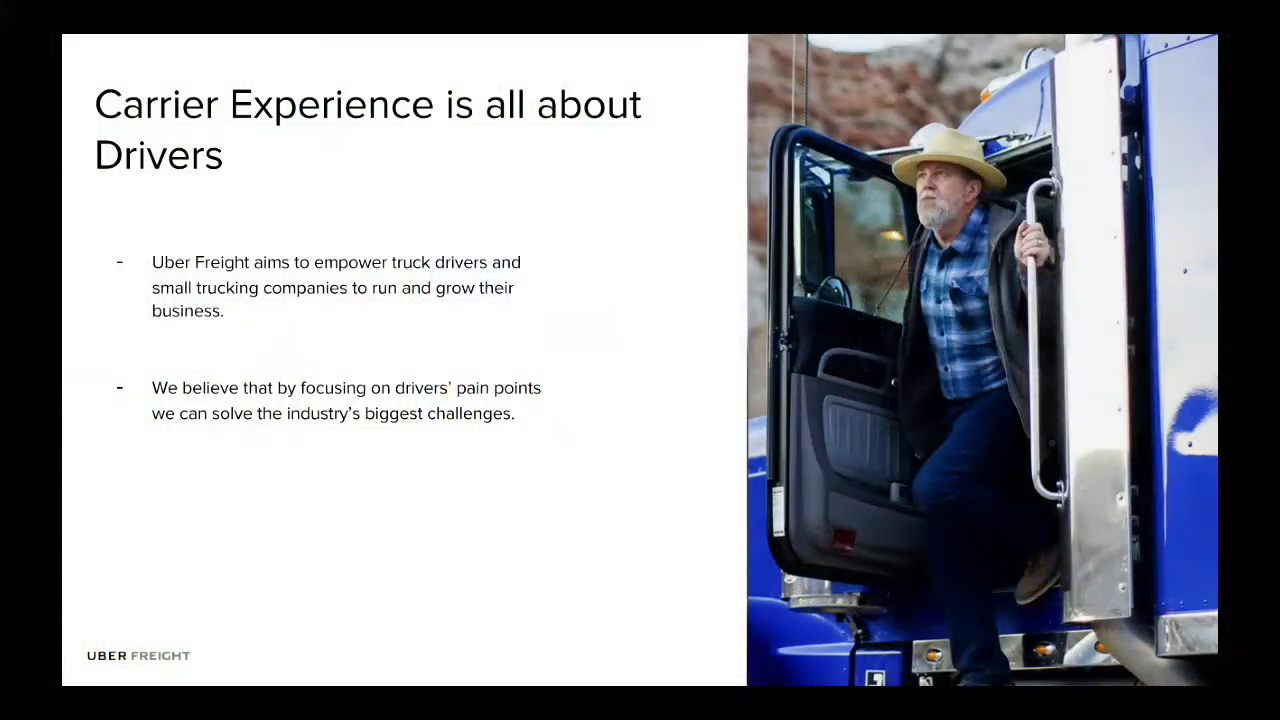 Carrier Experience is all about
Drivers
- Uber Freight aims to empower truck drivers and
small trucking companies to run and grow their
business.
- We believe that by focusing on drivers’ pain points
we can solve the industry’s biggest challenges.
UBER FREIGHT